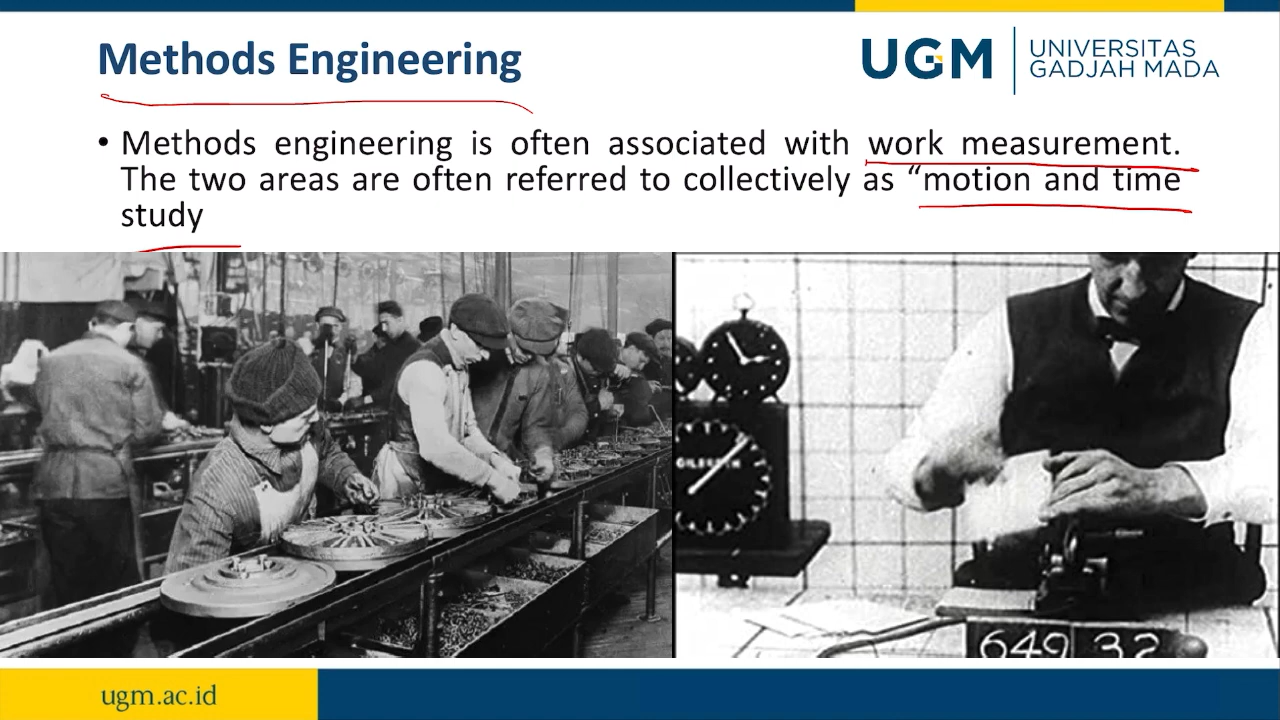 Methods Engineering
UGM
UNIVERSITAS
GADJAH MADA
• Methods engineering is often associated with work measurement.
The two areas are often referred to collectively as “motion and time
study
GILBRETH
649 32
ugm.ac.id